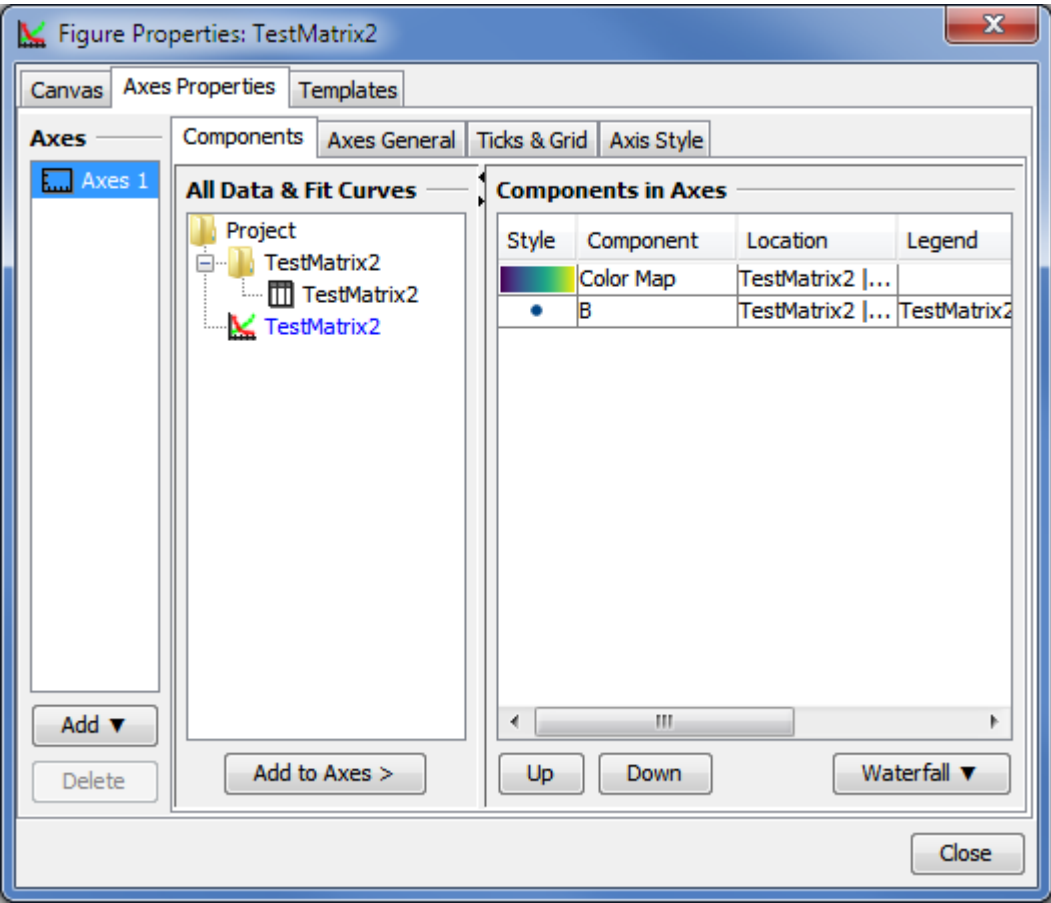 Figure Properties: TestMatrix2
Canvas Axes Properties Templates
Axes
Axes 1
Add ▼
Delete
Components Axes General Ticks & Grid Axis Style
All Data & Fit Curves
Project
TestMatrix2
TestMatrix2
TestMatrix2
Add to Axes >
Components in Axes
Style Component Location Legend
Color Map TestMatrix2 |...
B TestMatrix2 |... TestMatrix2
Up Down Waterfall ▼
Close